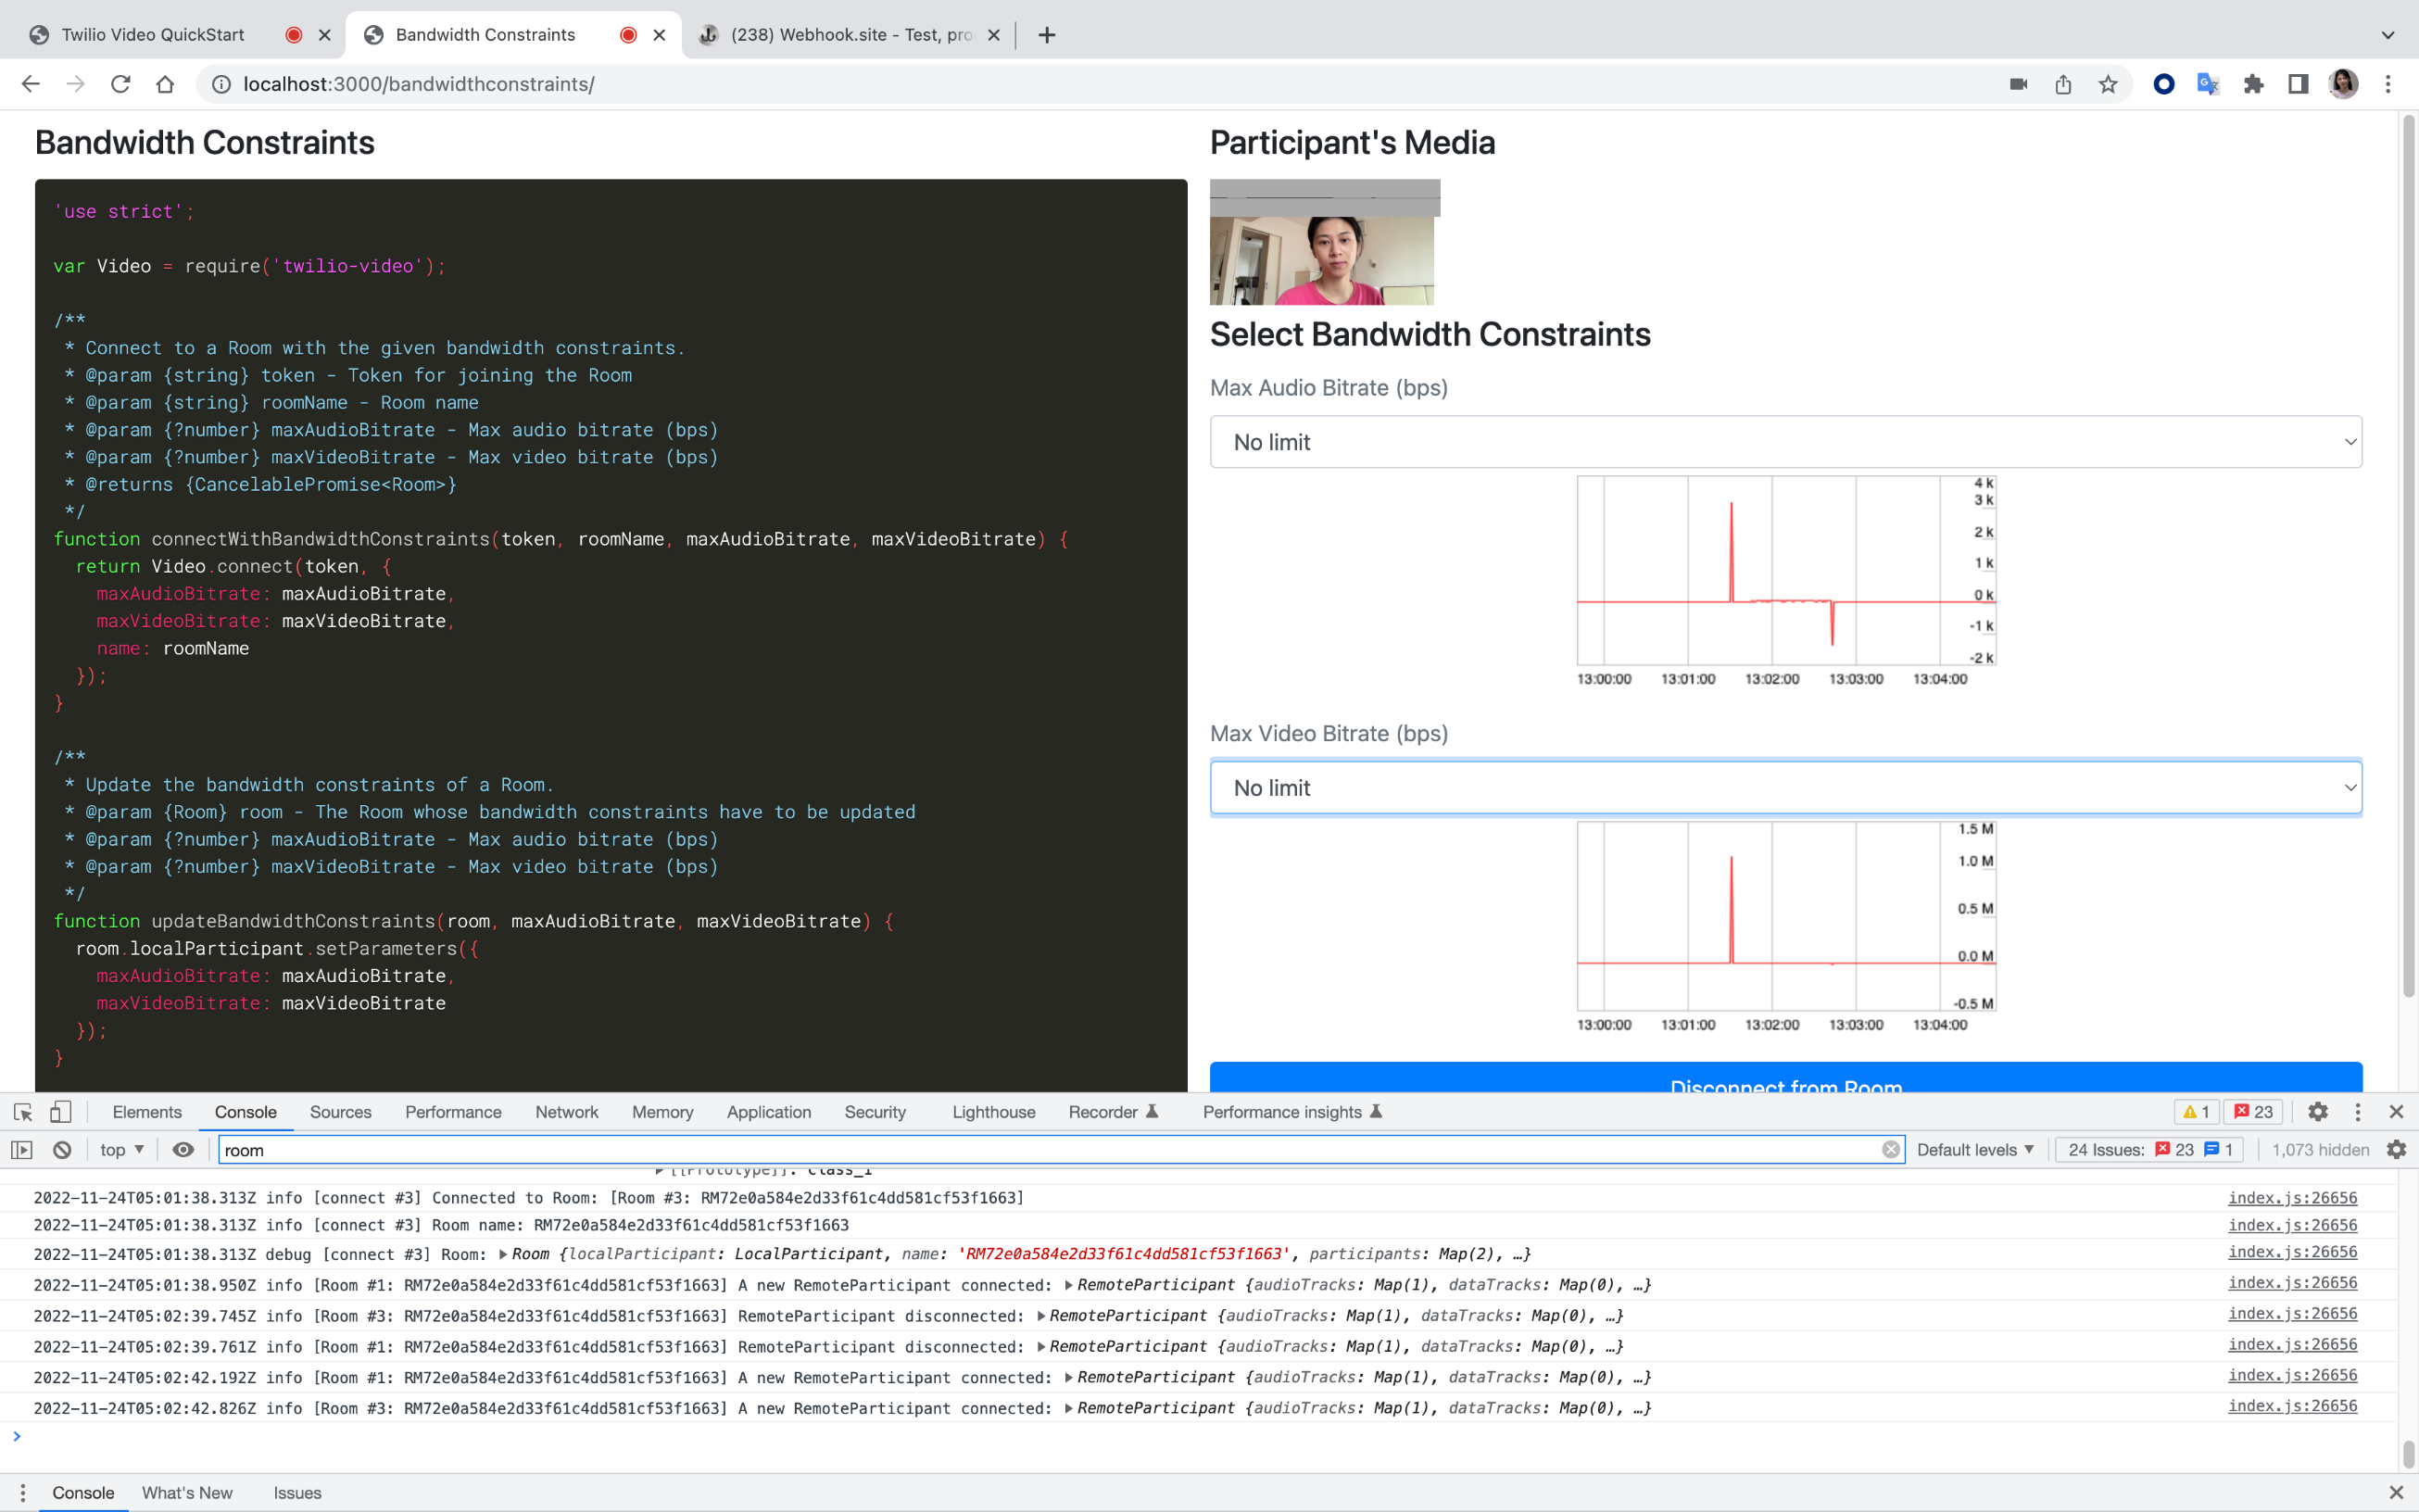 Twilio Video QuickStart
Bandwidth Constraints
(238) Webhook.site - Test, pro
localhost:3000/bandwidthconstraints/
Bandwidth Constraints
'use strict';
var Video = require('twilio-video');
/**
* Connect to a Room with the given bandwidth constraints.
* @param {string} token - Token for joining the Room
* @param {string} roomName - Room name
* @param {?number} maxAudioBitrate - Max audio bitrate (bps)
* @param {?number} maxVideoBitrate - Max video bitrate (bps)
* @returns {CancelablePromise<Room>}
*/
function connectWithBandwidthConstraints(token, roomName, maxAudioBitrate, maxVideoBitrate) {
return Video.connect(token, {
maxAudioBitrate: maxAudioBitrate,
maxVideoBitrate: maxVideoBitrate,
name: roomName
});
}
/**
* Update the bandwidth constraints of a Room.
* @param {Room} room - The Room whose bandwidth constraints have to be updated
* @param {?number} maxAudioBitrate - Max audio bitrate (bps)
* @param {?number} maxVideoBitrate - Max video bitrate (bps)
*/
function updateBandwidthConstraints(room, maxAudioBitrate, maxVideoBitrate) {
room.localParticipant.setParameters({
maxAudioBitrate: maxAudioBitrate,
maxVideoBitrate: maxVideoBitrate
});
}
Participant's Media
Select Bandwidth Constraints
Max Audio Bitrate (bps)
No limit
4 k
3 k
2 k
1 k
0 k
-1 k
-2 k
13:00:00 13:01:00 13:02:00 13:03:00 13:04:00
Max Video Bitrate (bps)
No limit
1.5 M
1.0 M
0.5 M
0.0 M
-0.5 M
13:00:00 13:01:00 13:02:00 13:03:00 13:04:00
Disconnect from Room
Elements Console Sources Performance Network Memory Application Security Lighthouse Recorder Performance insights 1 23
top room Default levels 24 Issues: 23 1 1,073 hidden
[[Prototype]]: Class_1
2022-11-24T05:01:38.313Z info [connect #3] Connected to Room: [Room #3: RM72e0a584e2d33f61c4dd581cf53f1663] index.js:26656
2022-11-24T05:01:38.313Z info [connect #3] Room name: RM72e0a584e2d33f61c4dd581cf53f1663 index.js:26656
2022-11-24T05:01:38.313Z debug [connect #3] Room: Room {localParticipant: LocalParticipant, name: 'RM72e0a584e2d33f61c4dd581cf53f1663', participants: Map(2), …} index.js:26656
2022-11-24T05:01:38.950Z info [Room #1: RM72e0a584e2d33f61c4dd581cf53f1663] A new RemoteParticipant connected: RemoteParticipant {audioTracks: Map(1), dataTracks: Map(0), …} index.js:26656
2022-11-24T05:02:39.745Z info [Room #3: RM72e0a584e2d33f61c4dd581cf53f1663] RemoteParticipant disconnected: RemoteParticipant {audioTracks: Map(1), dataTracks: Map(0), …} index.js:26656
2022-11-24T05:02:39.761Z info [Room #1: RM72e0a584e2d33f61c4dd581cf53f1663] RemoteParticipant disconnected: RemoteParticipant {audioTracks: Map(1), dataTracks: Map(0), …} index.js:26656
2022-11-24T05:02:42.192Z info [Room #1: RM72e0a584e2d33f61c4dd581cf53f1663] A new RemoteParticipant connected: RemoteParticipant {audioTracks: Map(1), dataTracks: Map(0), …} index.js:26656
2022-11-24T05:02:42.826Z info [Room #3: RM72e0a584e2d33f61c4dd581cf53f1663] A new RemoteParticipant connected: RemoteParticipant {audioTracks: Map(1), dataTracks: Map(0), …} index.js:26656
Console What's New Issues